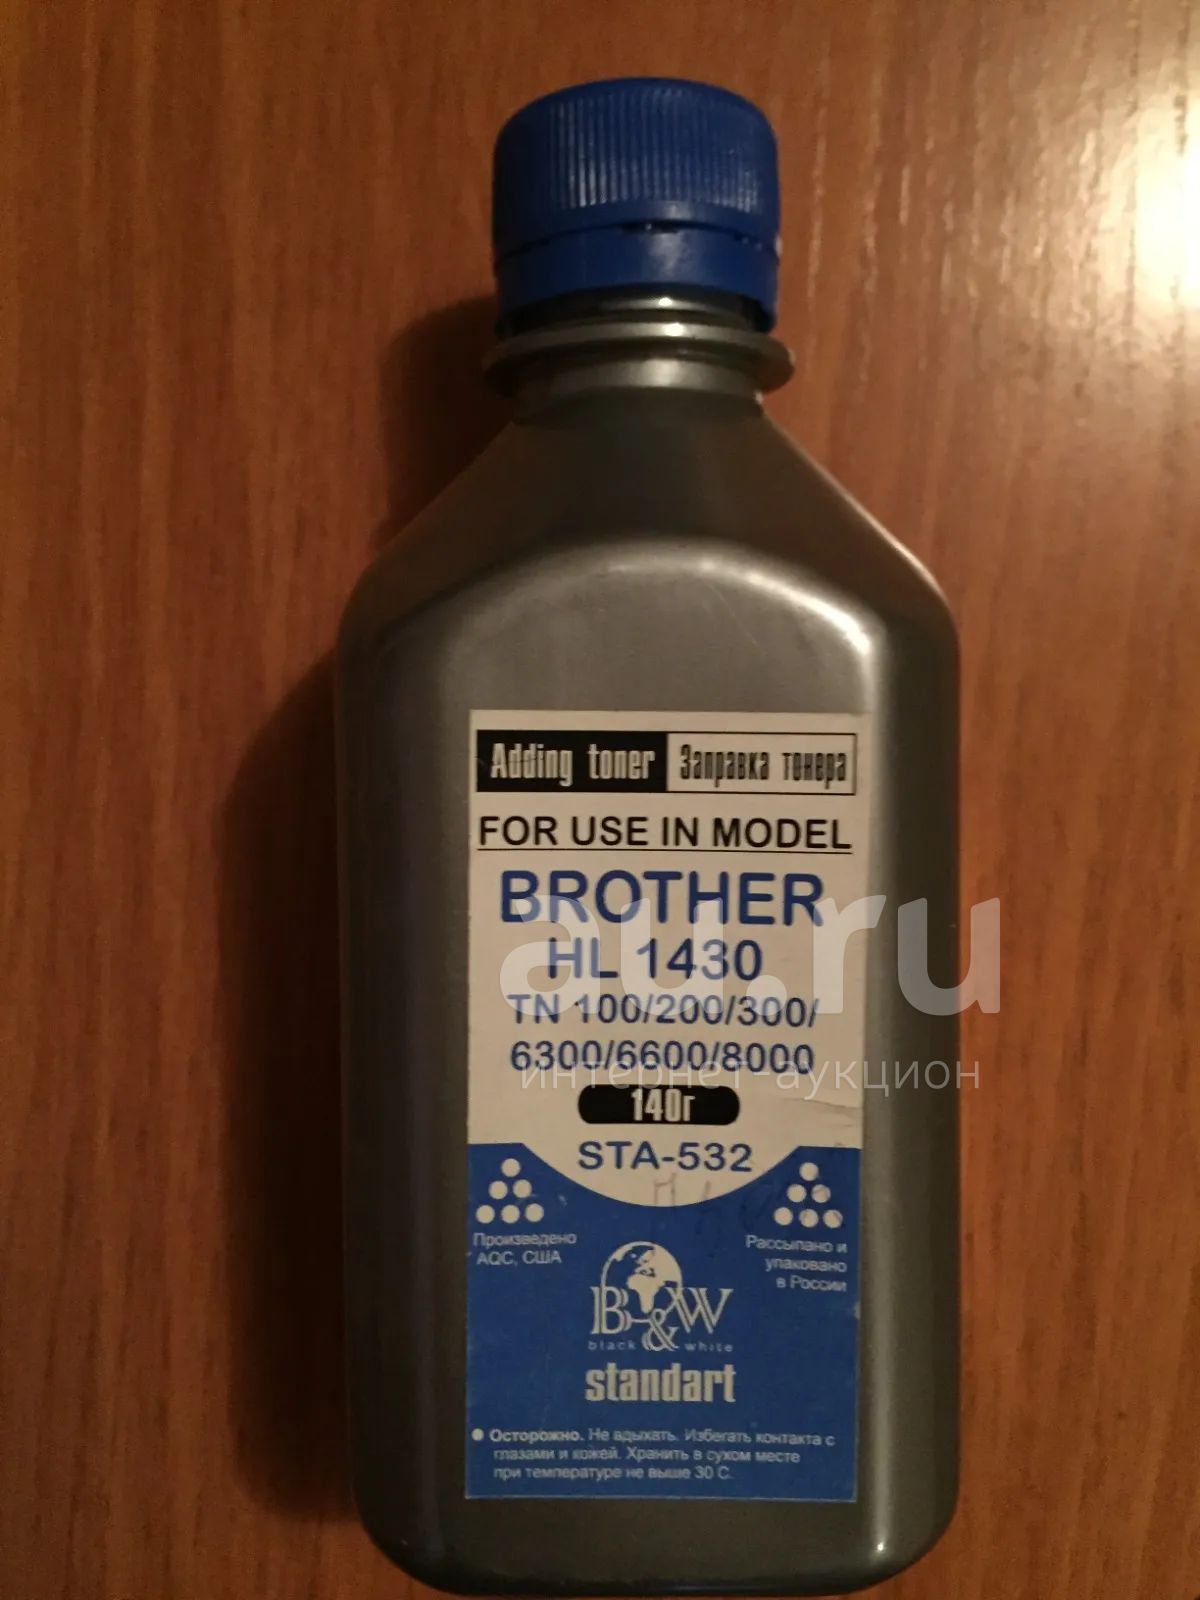 Adding toner Заправка тонера
FOR USE IN MODEL
BROTHER
HL 1430
TN 100/200/300/
6300/6600/8000
140г
STA-532
Произведено
AQC, США
Рассыпано и
упаковано
в России
B&W
black white
standart
Осторожно. Не вдыхать. Избегать контакта с
глазами и кожей. Хранить в сухом месте
при температуре не выше 30 С.
au.ru
интернет-аукцион